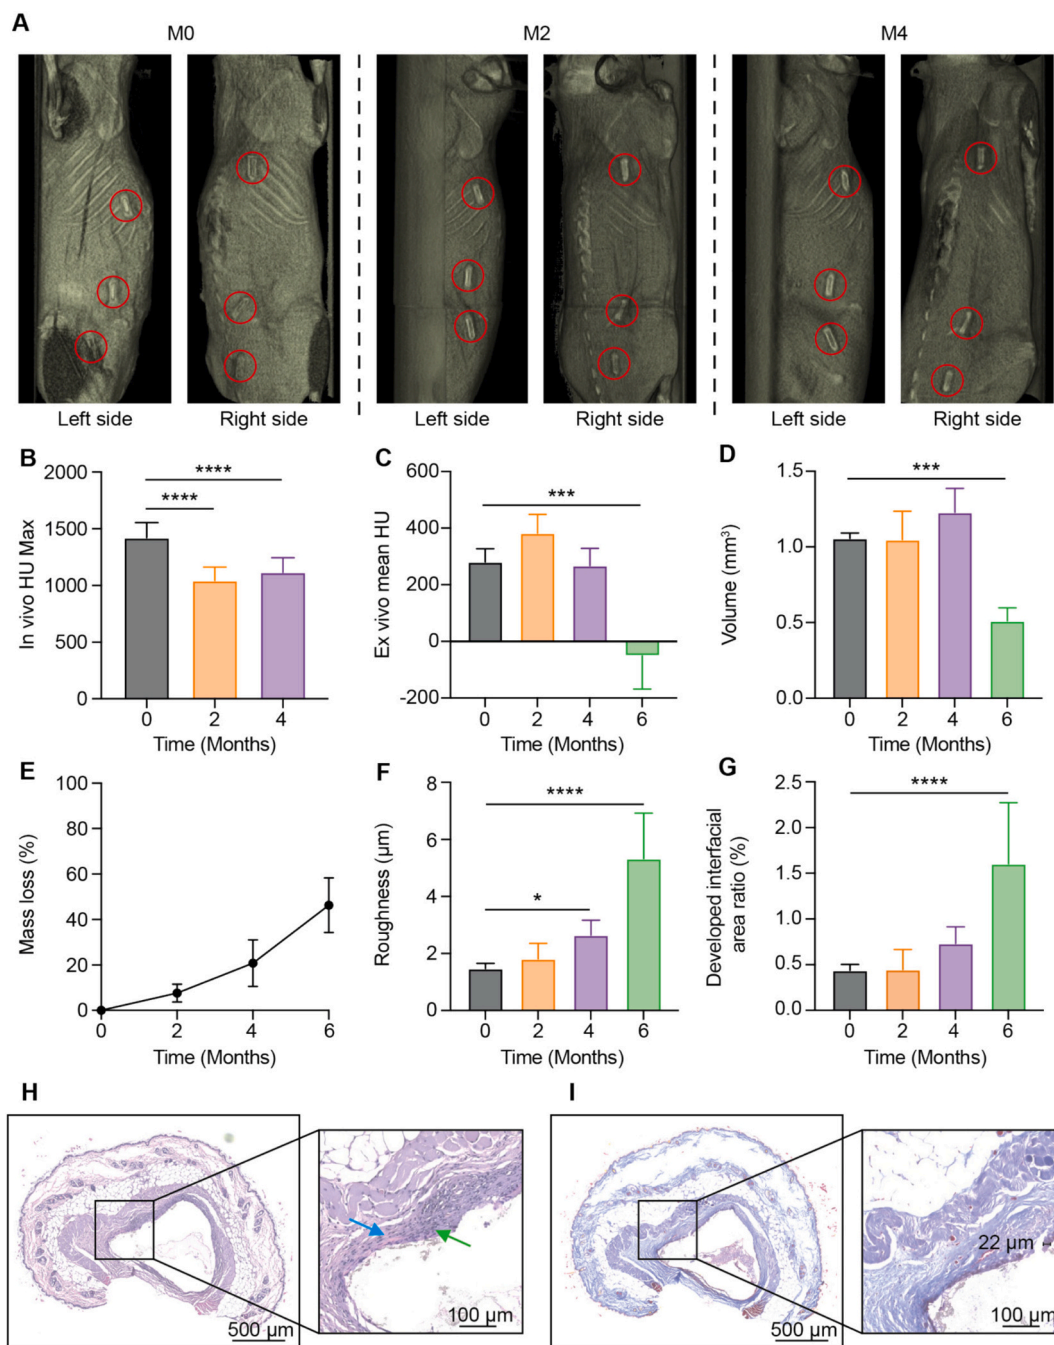 A
M0 M2 M4
Left side Right side Left side Right side Left side Right side
B
2000
1500
1000
500
0
In vivo HU Max
****
****
0 2 4
Time (Months)
C
600
400
200
0
-200
Ex vivo mean HU
***
0 2 4 6
Time (Months)
D
1.5
1.0
0.5
0.0
Volume (mm³)
***
0 2 4 6
Time (Months)
E
100
80
60
40
20
0
Mass loss (%)
0 2 4 6
Time (Months)
F
8
6
4
2
0
Roughness (µm)
****
*
0 2 4 6
Time (Months)
G
2.5
2.0
1.5
1.0
0.5
0.0
Developed interfacial
area ratio (%)
****
0 2 4 6
Time (Months)
H
500 µm
100 µm
I
500 µm
22 µm
100 µm